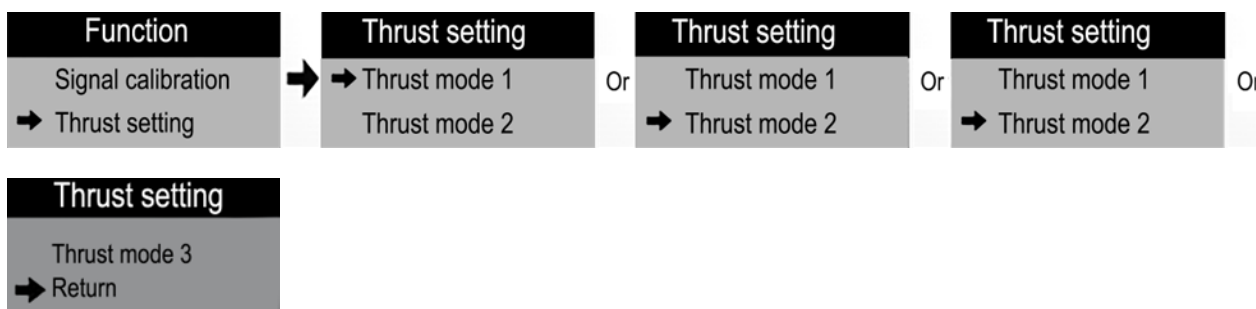 Function
Signal calibration
Thrust setting
Thrust setting
Thrust mode 1
Thrust mode 2
Or
Thrust setting
Thrust mode 1
Thrust mode 2
Or
Thrust setting
Thrust mode 1
Thrust mode 2
Or
Thrust setting
Thrust mode 3
Return